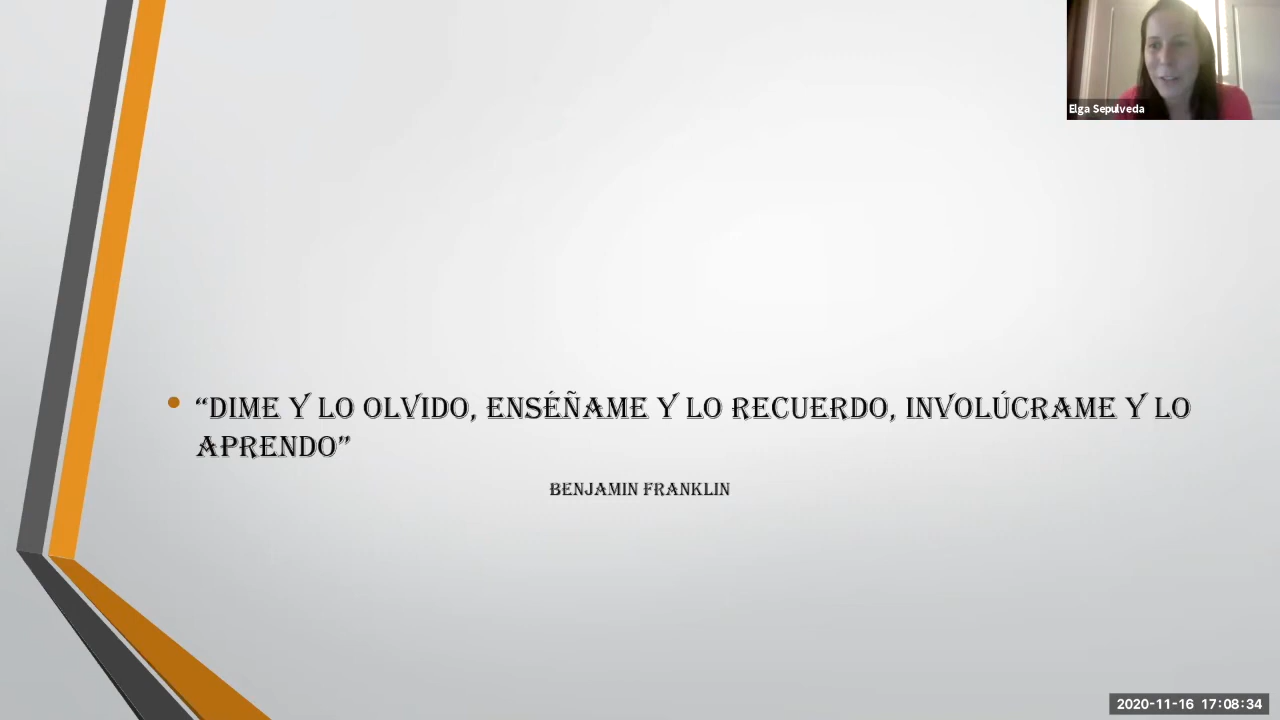 Elga Sepulveda
“DIME Y LO OLVIDO, ENSÉÑAME Y LO RECUERDO, INVOLÚCRAME Y LO
APRENDO”
BENJAMIN FRANKLIN
2020-11-16 17:08:34